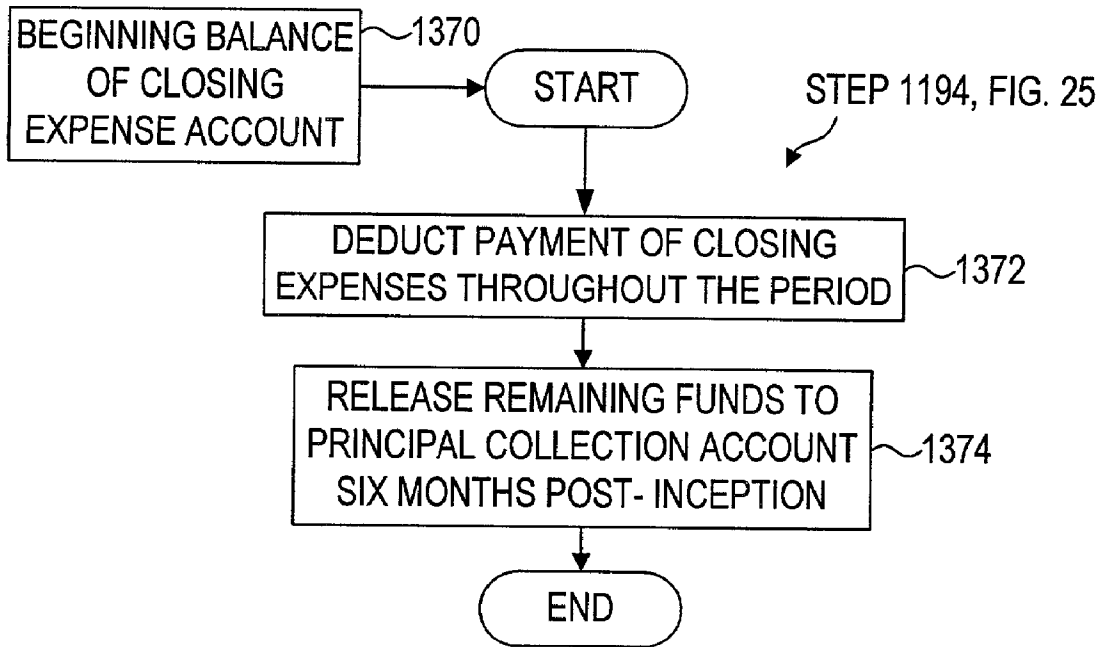 BEGINNING BALANCE
OF CLOSING
EXPENSE ACCOUNT
1370
START
STEP 1194, FIG. 25
DEDUCT PAYMENT OF CLOSING
EXPENSES THROUGHOUT THE PERIOD
1372
RELEASE REMAINING FUNDS TO
PRINCIPAL COLLECTION ACCOUNT
SIX MONTHS POST- INCEPTION
1374
END